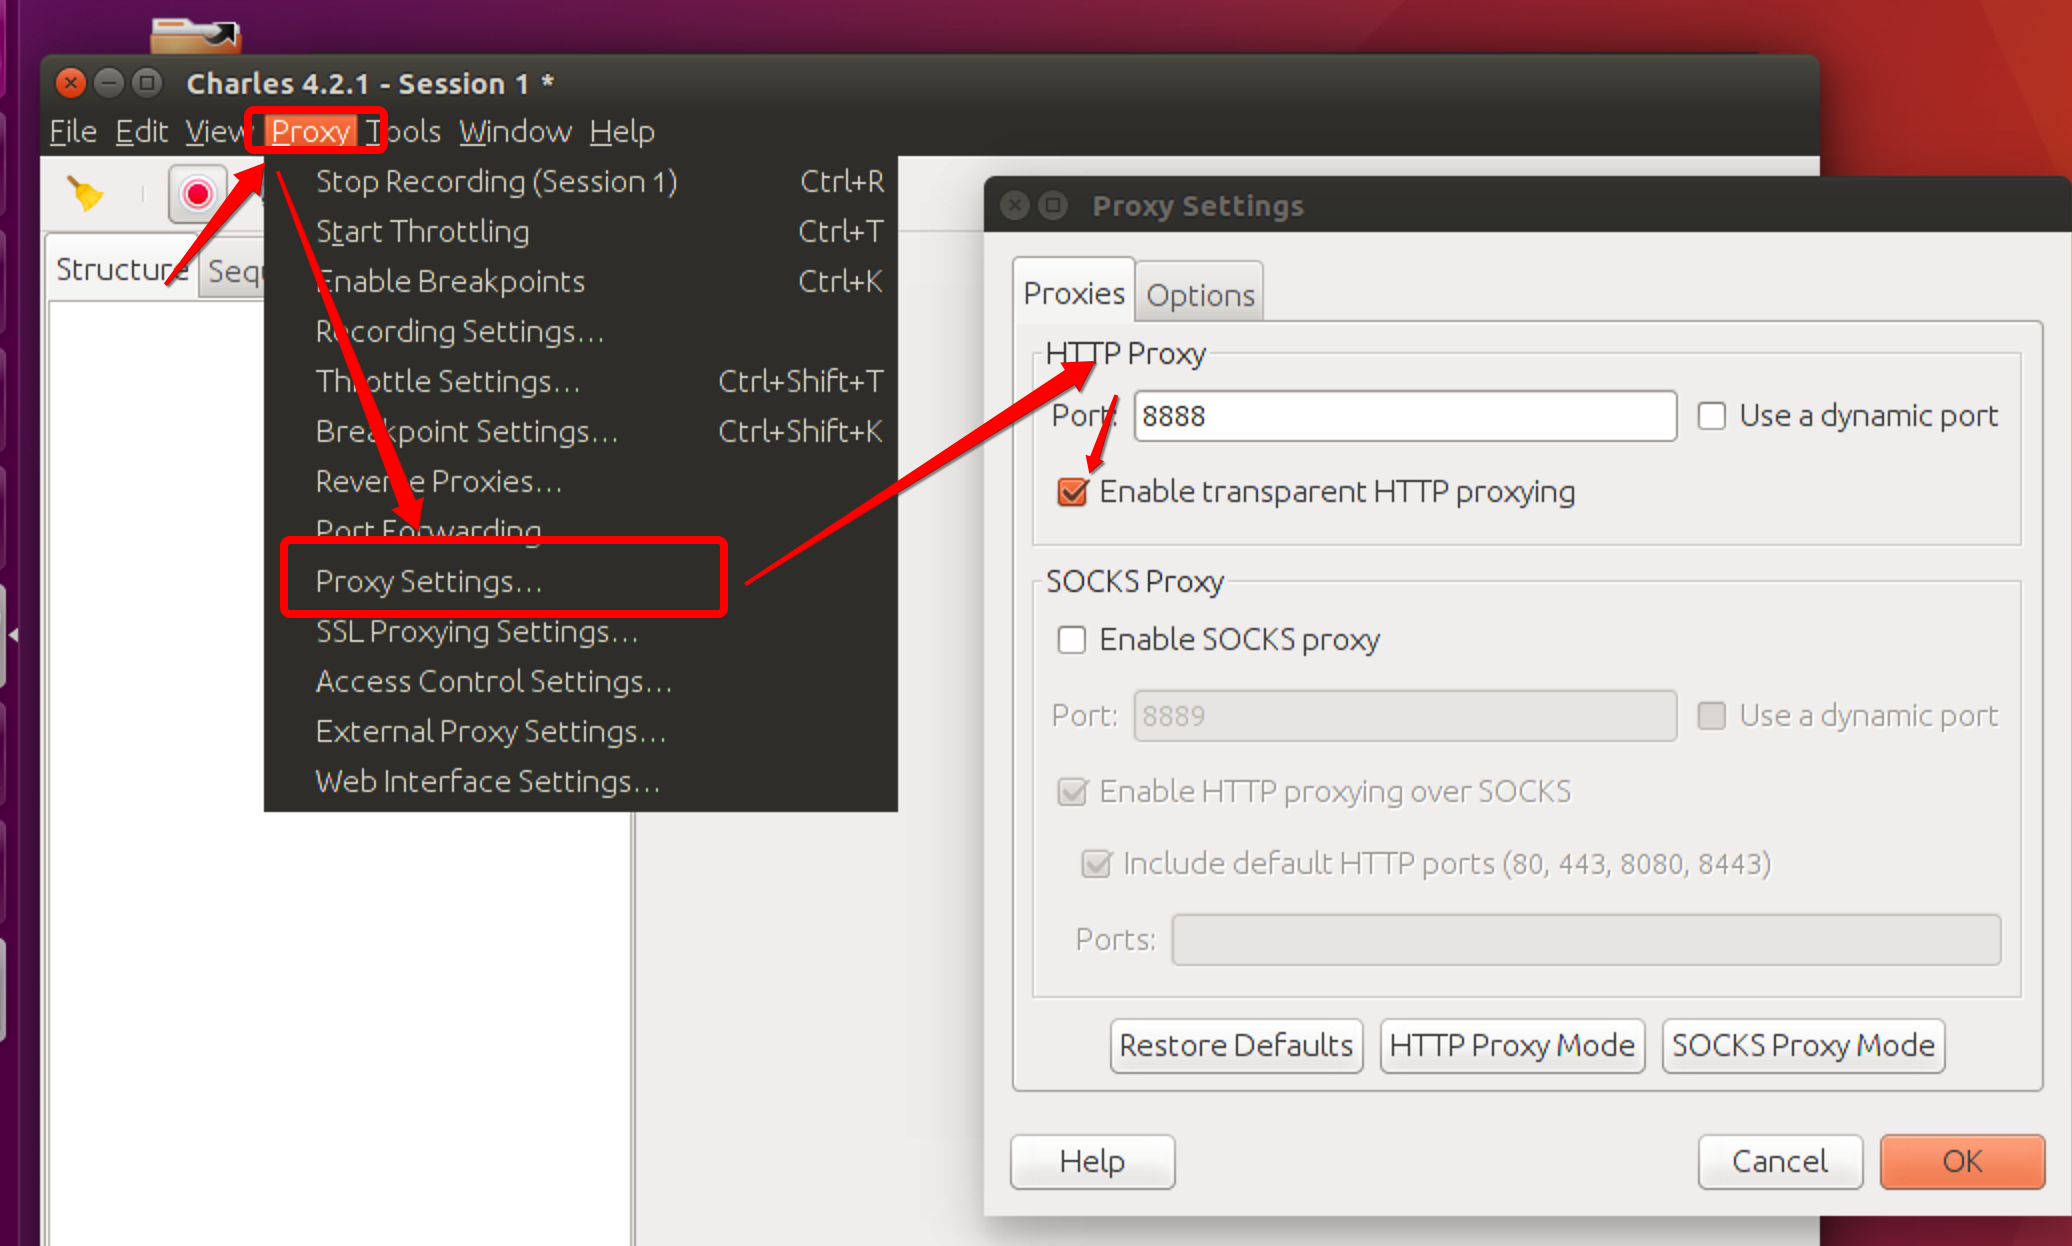 Charles 4.2.1 - Session 1 *
File Edit View Proxy Tools Window Help
Stop Recording (Session 1) Ctrl+R
Start Throttling Ctrl+T
Enable Breakpoints Ctrl+K
Recording Settings...
Throttle Settings... Ctrl+Shift+T
Breakpoint Settings... Ctrl+Shift+K
Reverse Proxies...
Port Forwarding
Proxy Settings...
SSL Proxying Settings...
Access Control Settings...
External Proxy Settings...
Web Interface Settings...
Structure Sequ
Proxy Settings
Proxies Options
HTTP Proxy
Port: 8888 Use a dynamic port
Enable transparent HTTP proxying
SOCKS Proxy
Enable SOCKS proxy
Port: 8889 Use a dynamic port
Enable HTTP proxying over SOCKS
Include default HTTP ports (80, 443, 8080, 8443)
Ports:
Restore Defaults HTTP Proxy Mode SOCKS Proxy Mode
Help Cancel OK